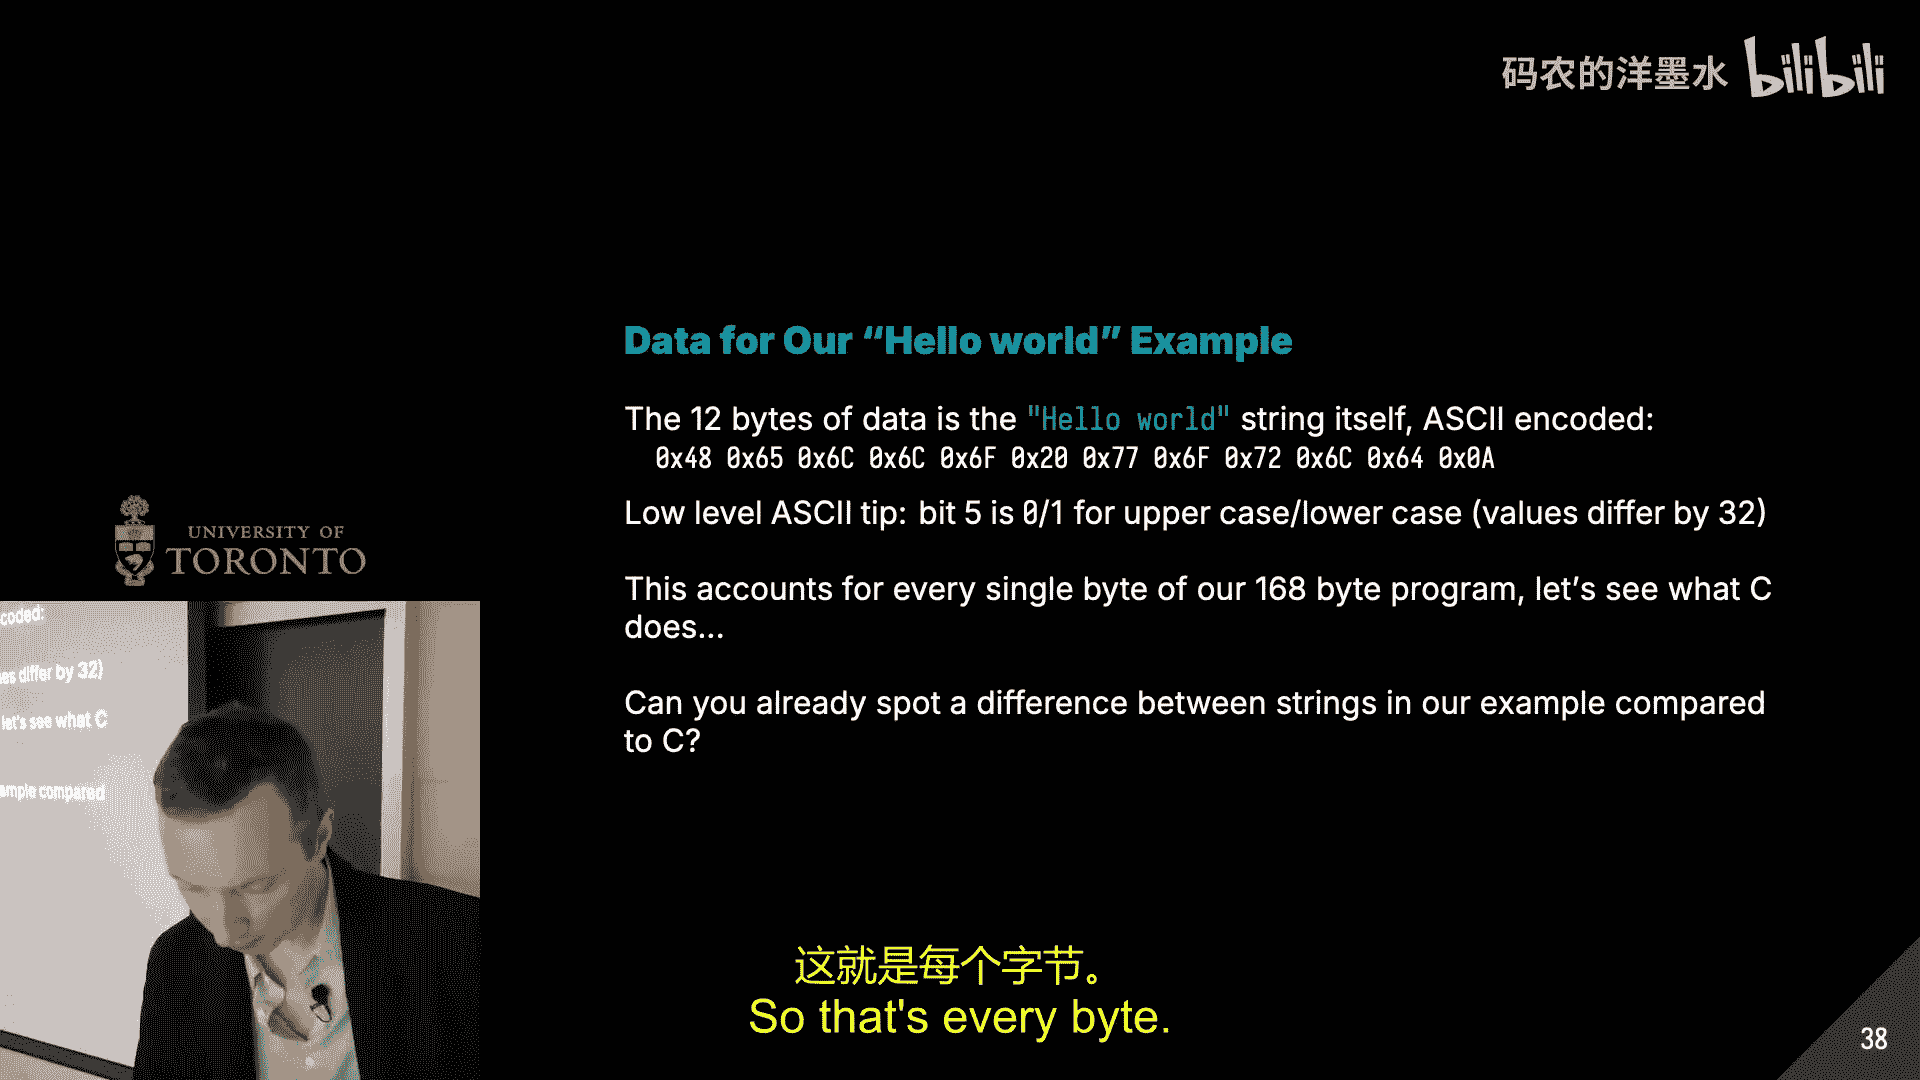 码农的洋墨水 bilibili
Data for Our “Hello world” Example
The 12 bytes of data is the "Hello world" string itself, ASCII encoded:
0x48 0x65 0x6C 0x6C 0x6F 0x20 0x77 0x6F 0x72 0x6C 0x64 0x0A
Low level ASCII tip: bit 5 is 0/1 for upper case/lower case (values differ by 32)
This accounts for every single byte of our 168 byte program, let’s see what C
does...
Can you already spot a difference between strings in our example compared
to C?
UNIVERSITY OF
TORONTO
coded:
es differ by 32)
let's see what C
ample compared
这就是每个字节。
So that's every byte.
38